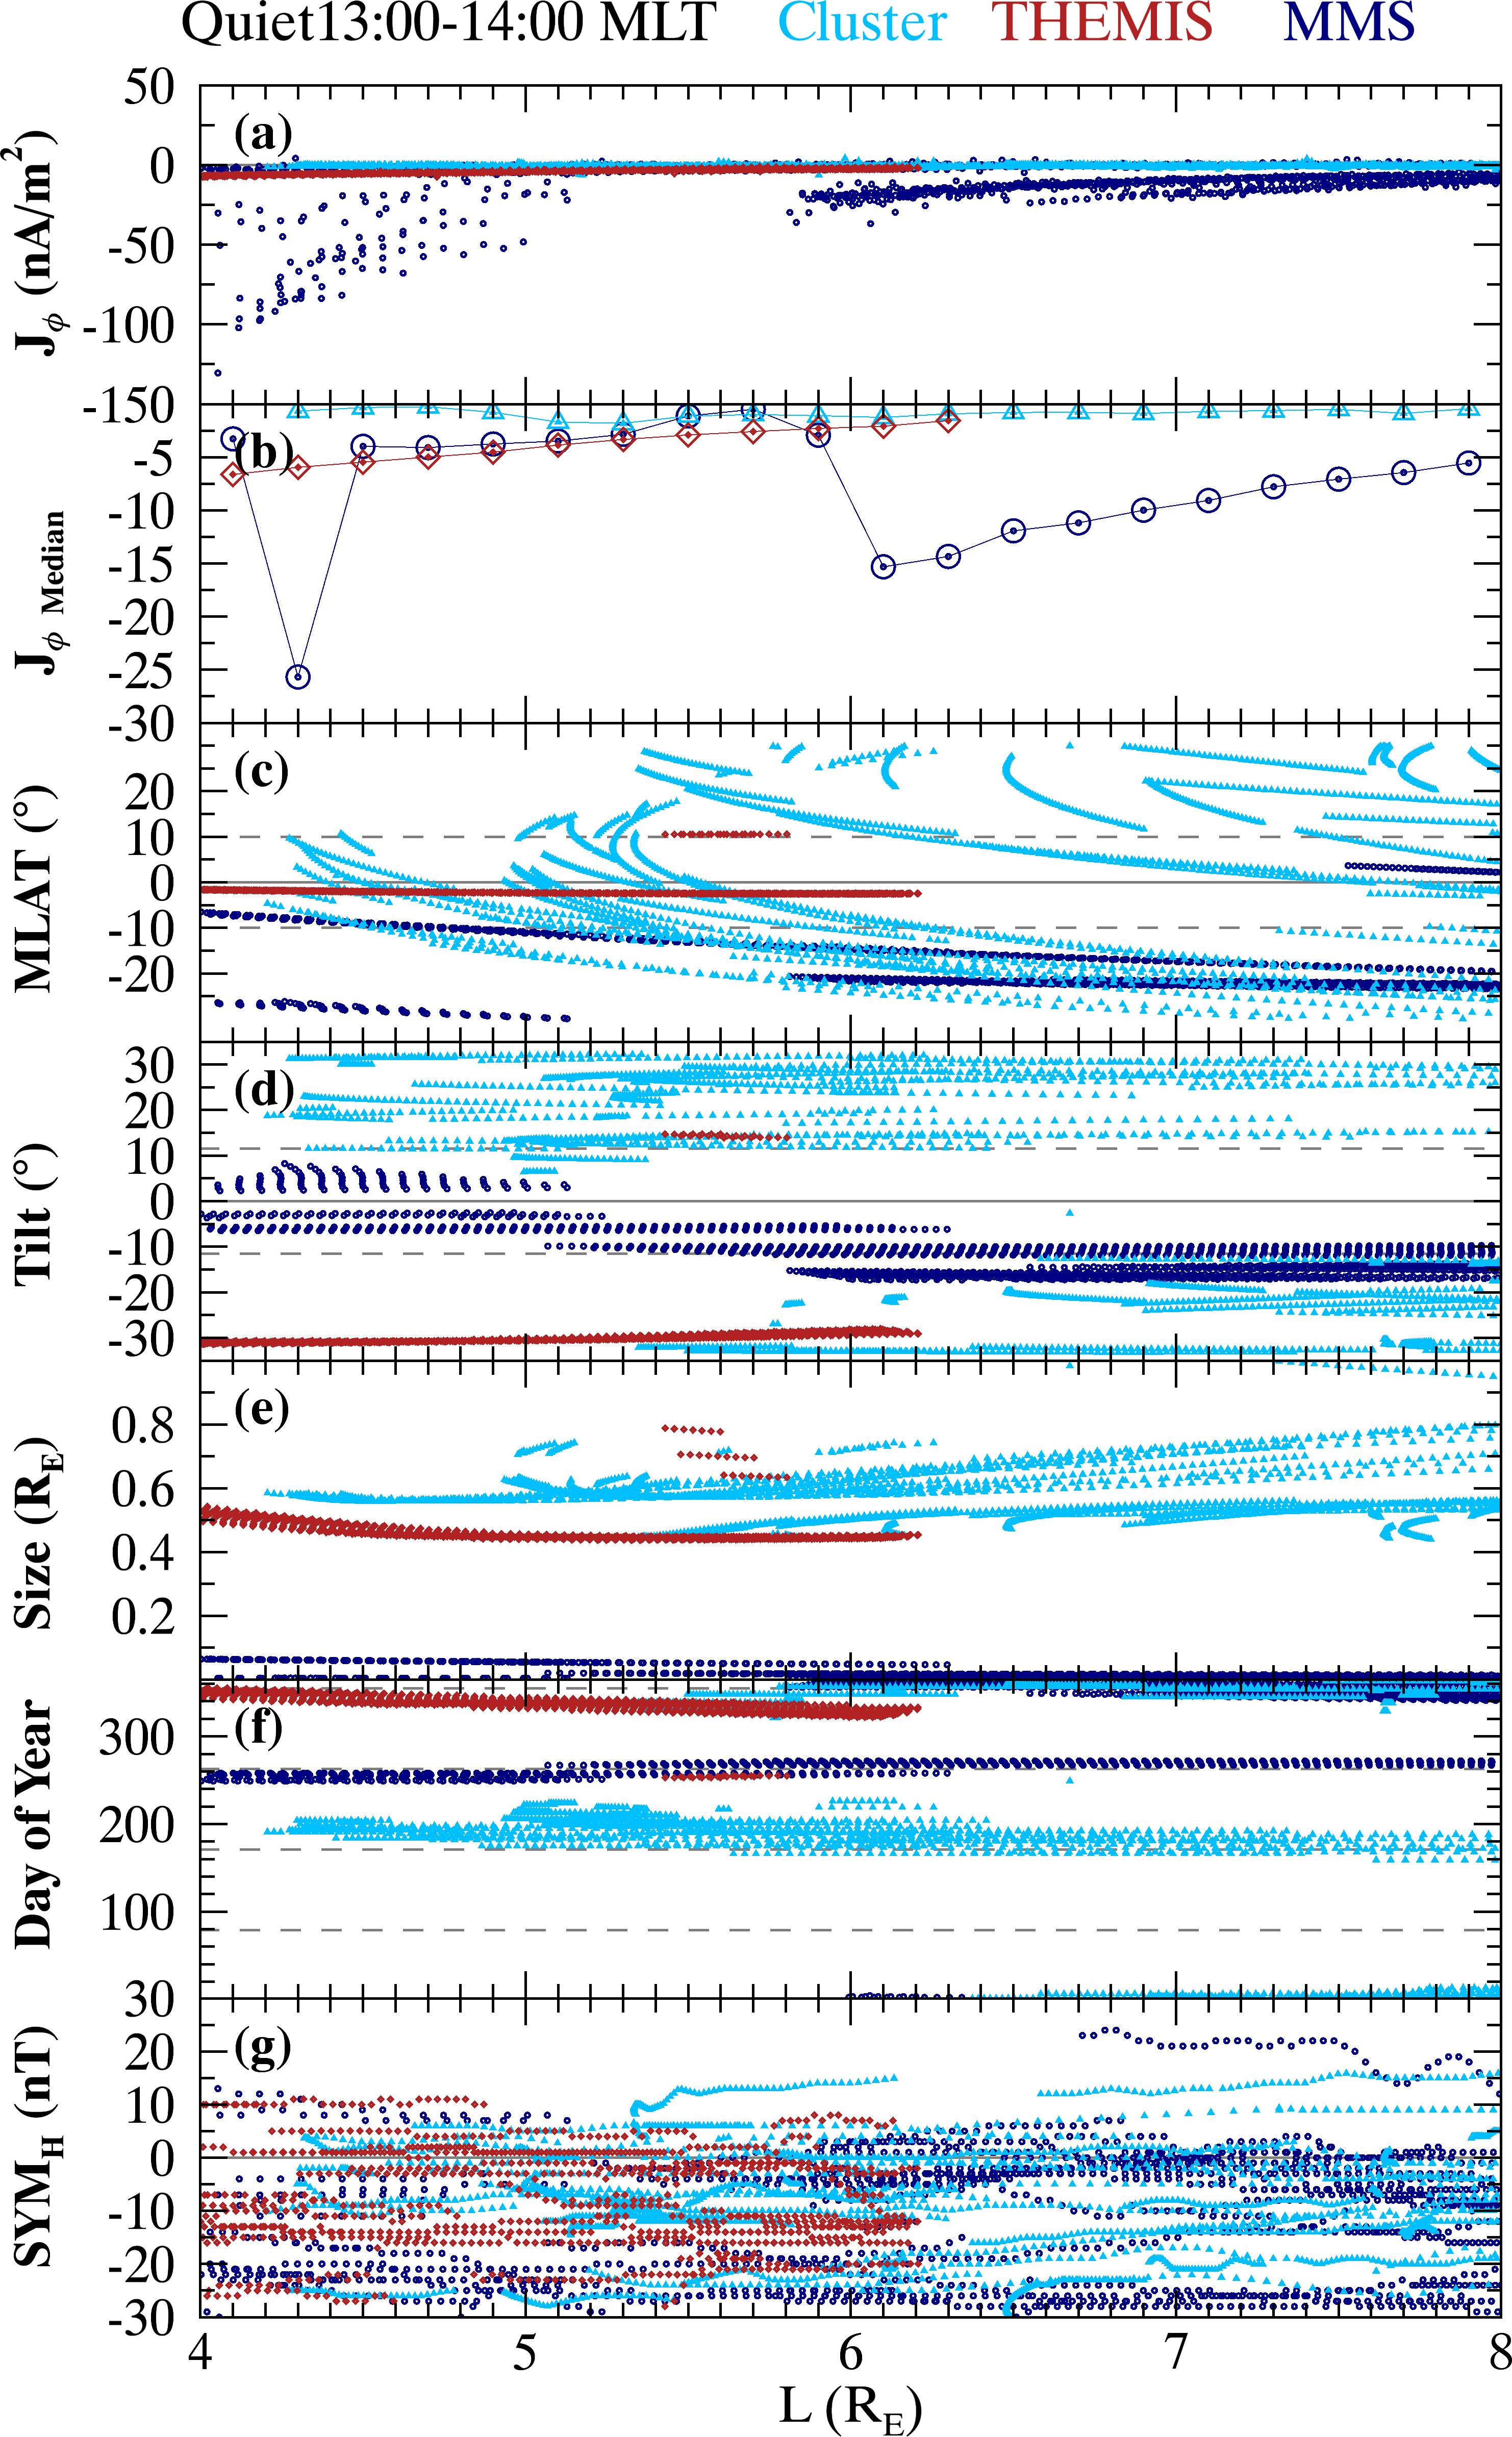 Quiet13:00-14:00 MLT Cluster THEMIS MMS
(a)
50
0
-50
-100
-150
Jϕ (nA/m²)
(b)
-5
-10
-15
-20
-25
-30
Jϕ Median
(c)
20
10
0
-10
-20
MLAT (°)
(d)
30
20
10
0
-10
-20
-30
Tilt (°)
(e)
0.8
0.6
0.4
0.2
Size (RE)
(f)
300
200
100
Day of Year
(g)
30
20
10
0
-10
-20
-30
SYMH (nT)
4 5 6 7 8
L (RE)